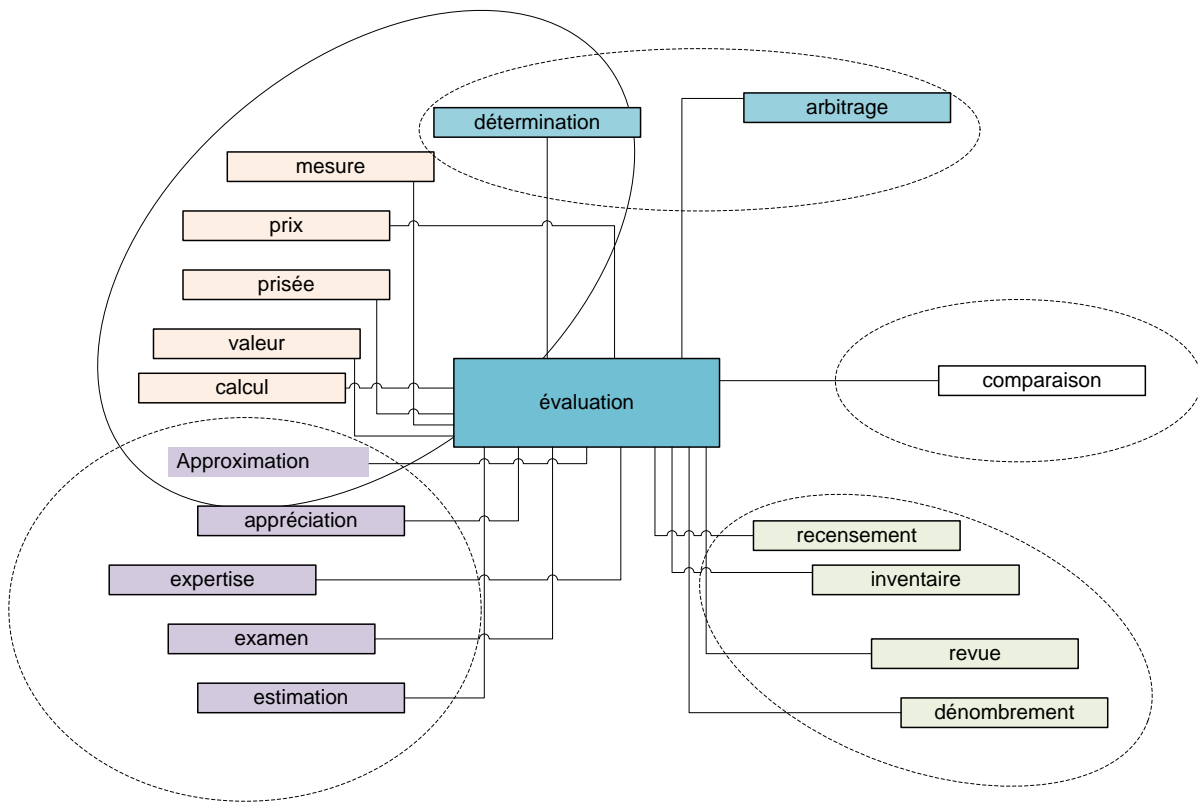 arbitrage
détermination
mesure
prix
prisée
valeur
calcul
comparaison
évaluation
Approximation
appréciation
recensement
expertise
inventaire
examen
revue
estimation
dénombrement